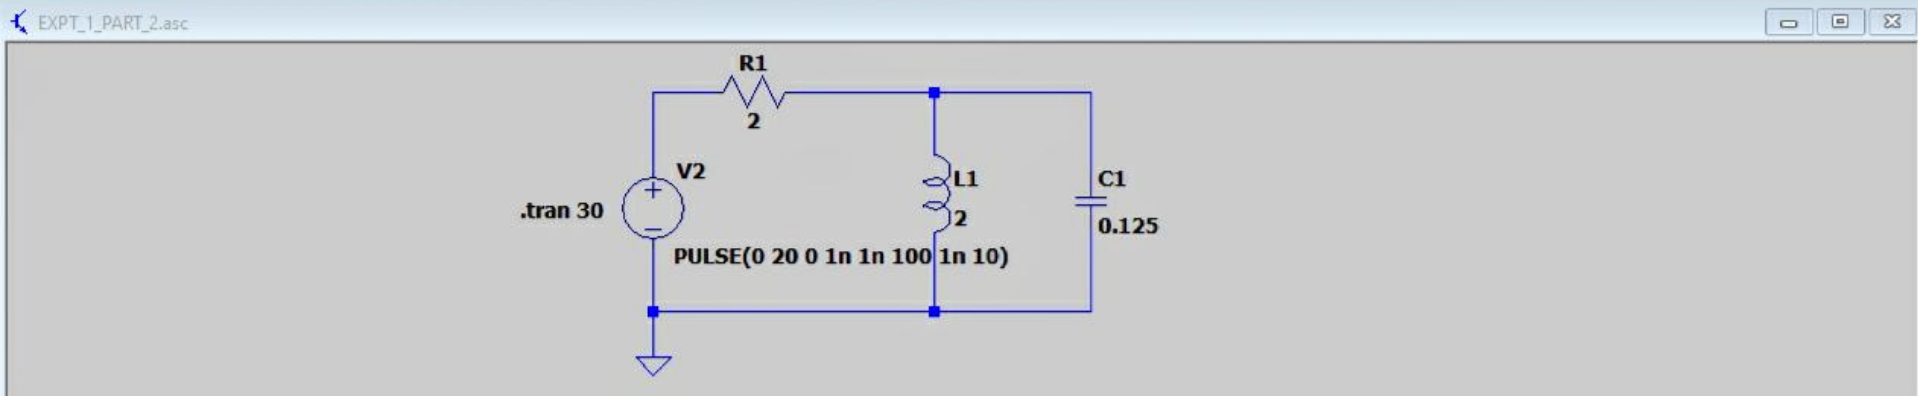 EXPT_1_PART_2.asc
R1
2
V2
L1
C1
.tran 30
2
0.125
PULSE(0 20 0 1n 1n 100 1n 10)